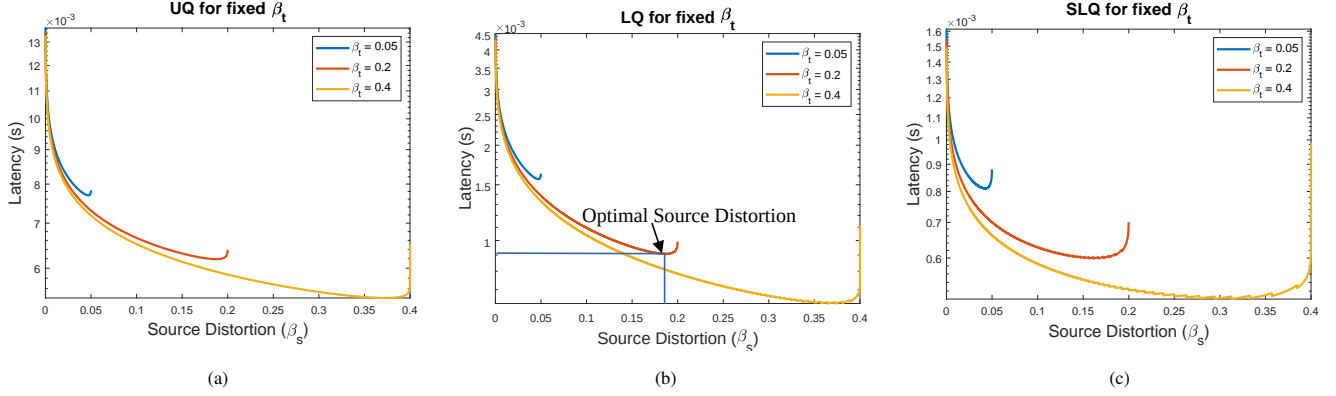 UQ for fixed β_t
×10⁻³
13
12
11
10
9
8
7
6
Latency (s)
β_t = 0.05
β_t = 0.2
β_t = 0.4
0 0.05 0.1 0.15 0.2 0.25 0.3 0.35 0.4
Source Distortion (β_s)
(a)
LQ for fixed β_t
×10⁻³
4.5
4
3.5
3
2.5
2
1.5
1
Latency (s)
β_t = 0.05
β_t = 0.2
β_t = 0.4
Optimal Source Distortion
0 0.05 0.1 0.15 0.2 0.25 0.3 0.35 0.4
Source Distortion (β_s)
(b)
SLQ for fixed β_t
×10⁻³
1.6
1.4
1.2
1
0.9
0.8
0.7
0.6
Latency (s)
β_t = 0.05
β_t = 0.2
β_t = 0.4
0 0.05 0.1 0.15 0.2 0.25 0.3 0.35 0.4
Source Distortion (β_s)
(c)